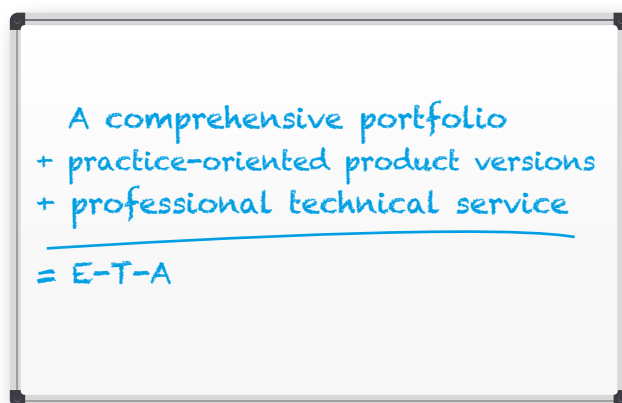 A comprehensive portfolio
+ practice-oriented product versions
+ professional technical service
= E-T-A